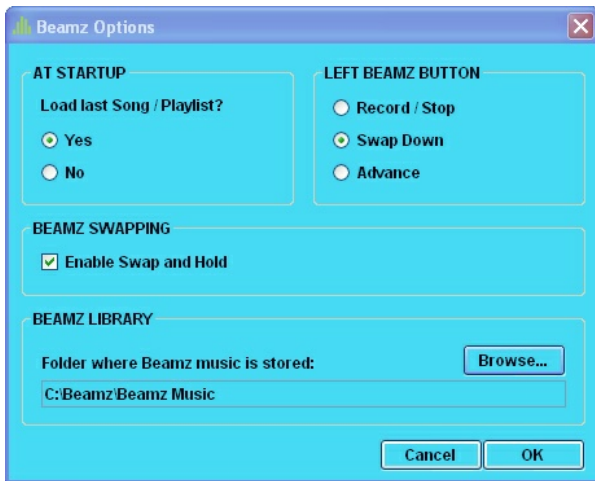 Beamz Options
AT STARTUP
Load last Song / Playlist?
Yes
No
LEFT BEAMZ BUTTON
Record / Stop
Swap Down
Advance
BEAMZ SWAPPING
Enable Swap and Hold
BEAMZ LIBRARY
Folder where Beamz music is stored:
Browse...
C:\Beamz\Beamz Music
Cancel
OK